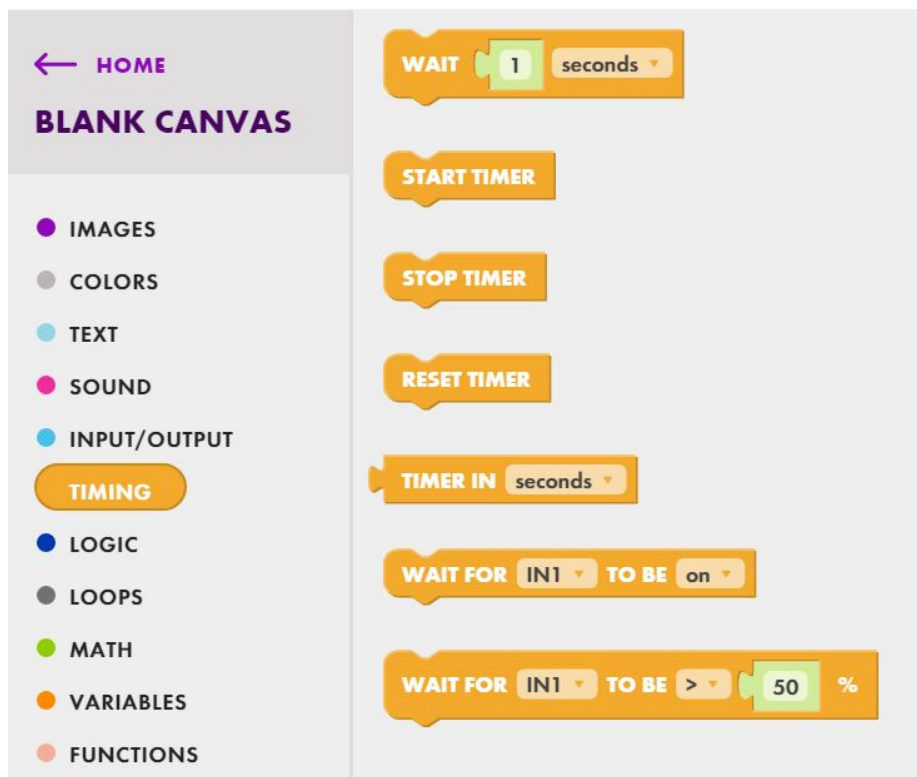 ← HOME
BLANK CANVAS
IMAGES
COLORS
TEXT
SOUND
INPUT/OUTPUT
TIMING
LOGIC
LOOPS
MATH
VARIABLES
FUNCTIONS
WAIT 1 seconds
START TIMER
STOP TIMER
RESET TIMER
TIMER IN seconds
WAIT FOR IN1 TO BE on
WAIT FOR IN1 TO BE > 50 %